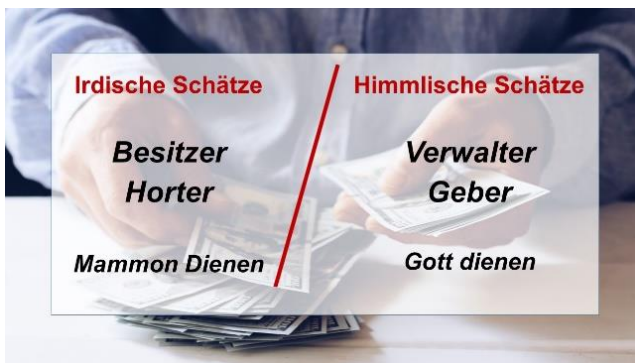 Irdische Schätze
Besitzer
Horter
Mammon Dienen
Himmlische Schätze
Verwalter
Geber
Gott dienen